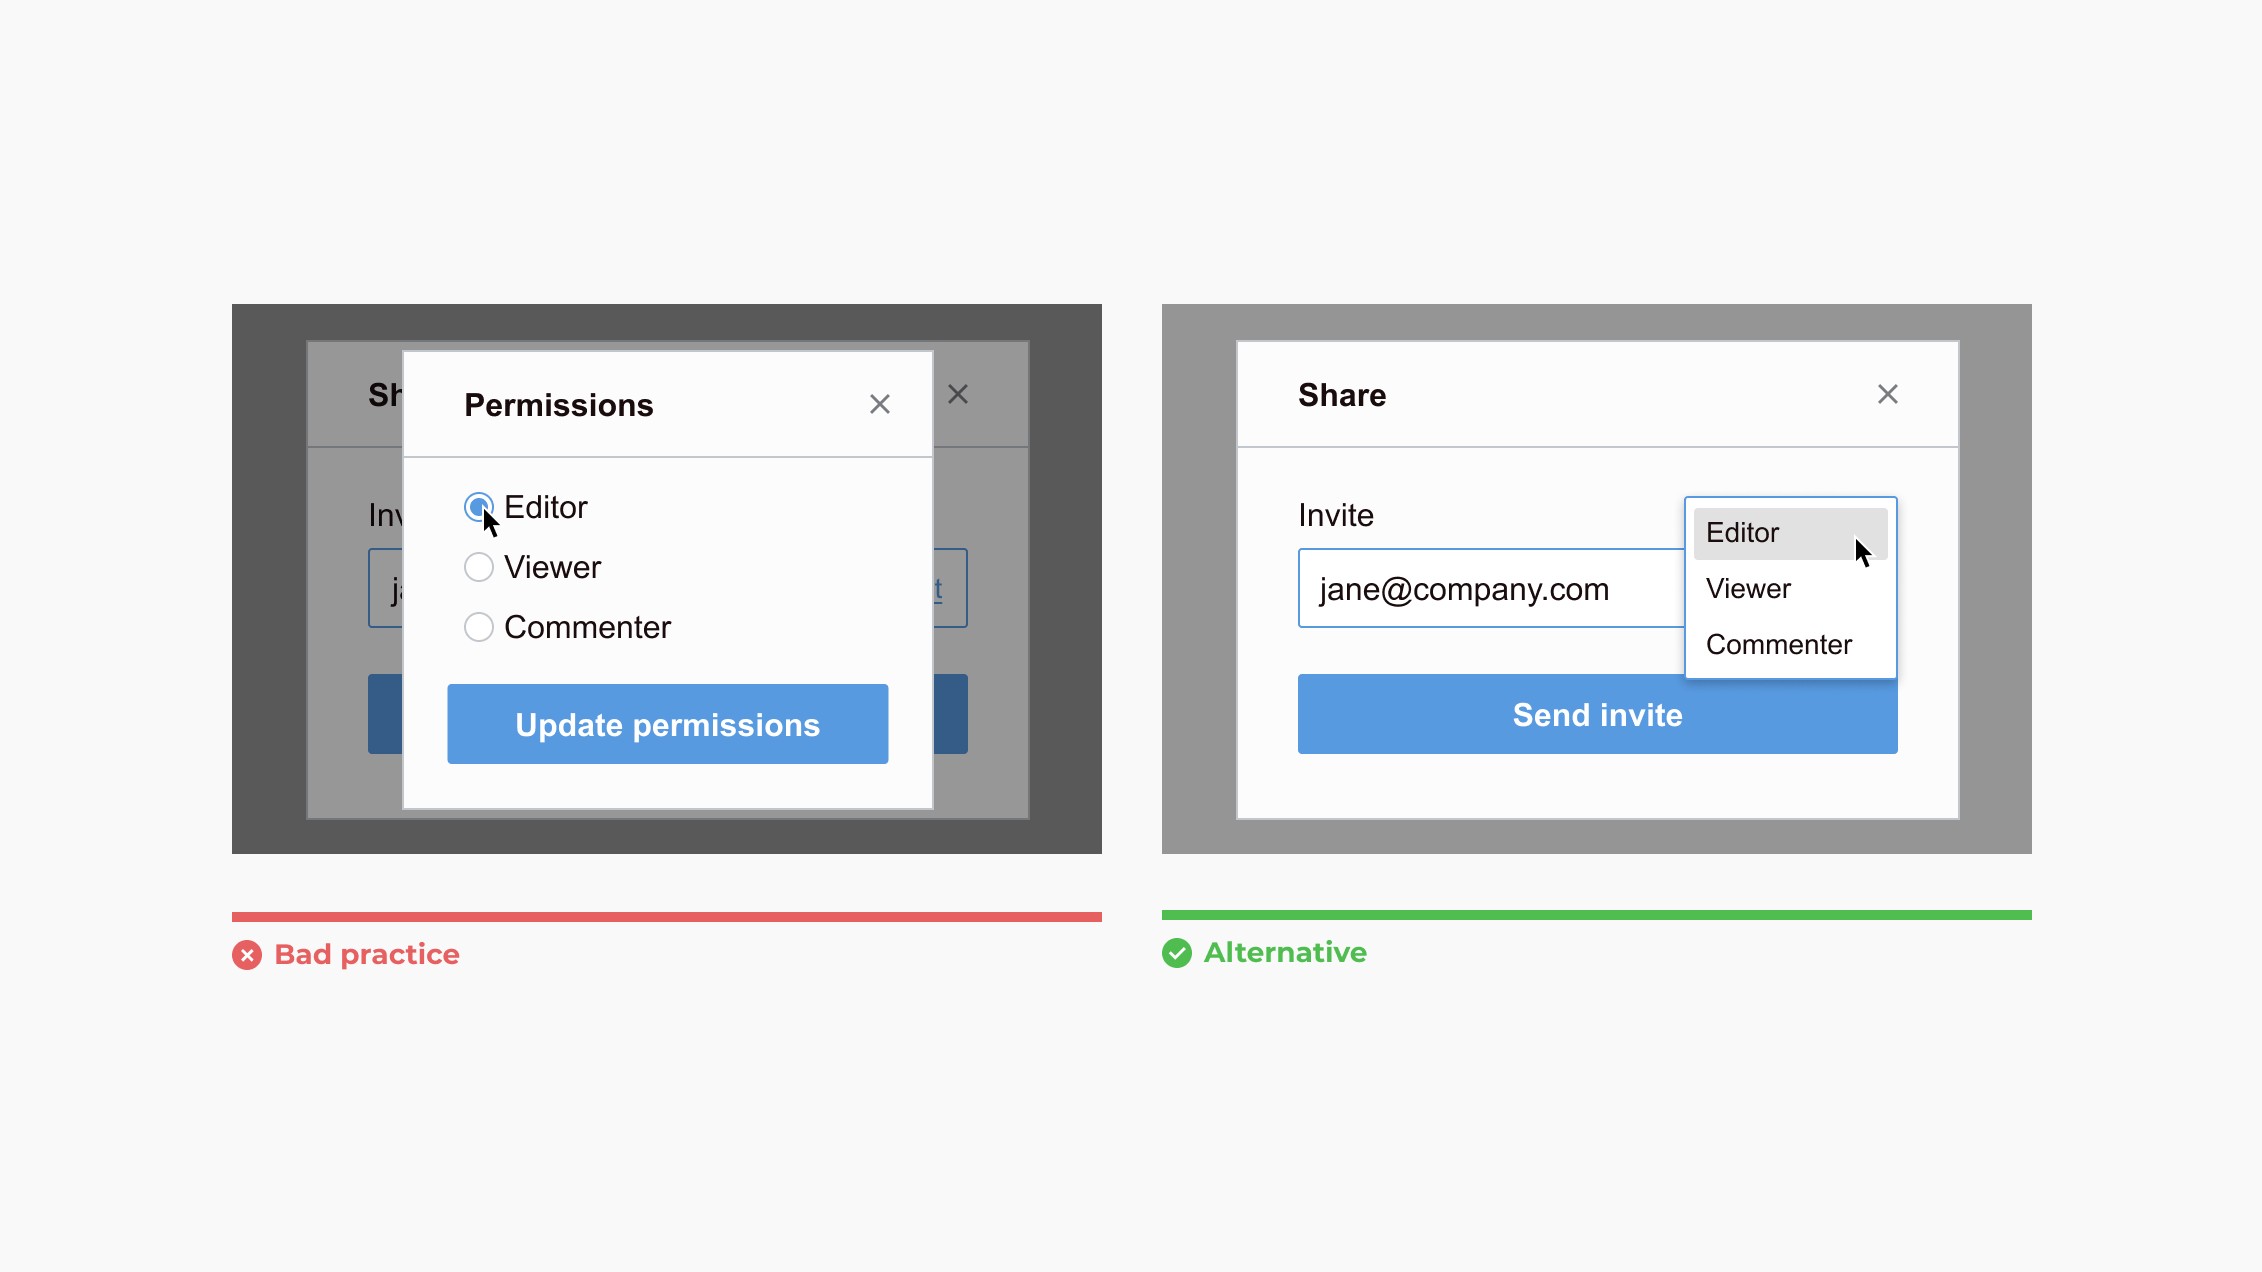 Sh
Permissions
Inv
Editor
Viewer
Commenter
Update permissions
Bad practice
Share
Invite
jane@company.com
Editor
Viewer
Commenter
Send invite
Alternative